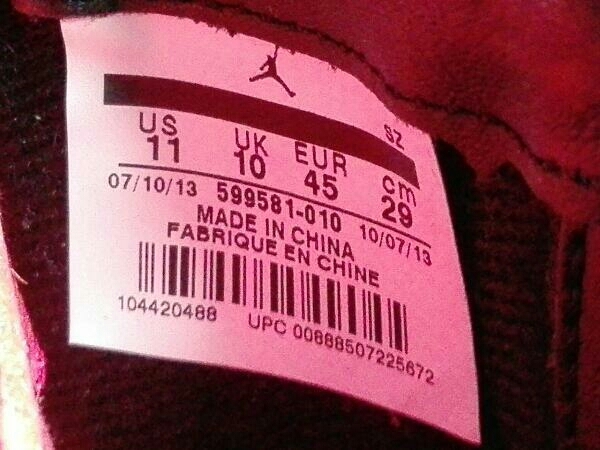 SZ
US UK EUR cm
11 10 45 29
07/10/13 599581-010 10/07/13
MADE IN CHINA
FABRIQUE EN CHINE
104420488 UPC 00888507225672